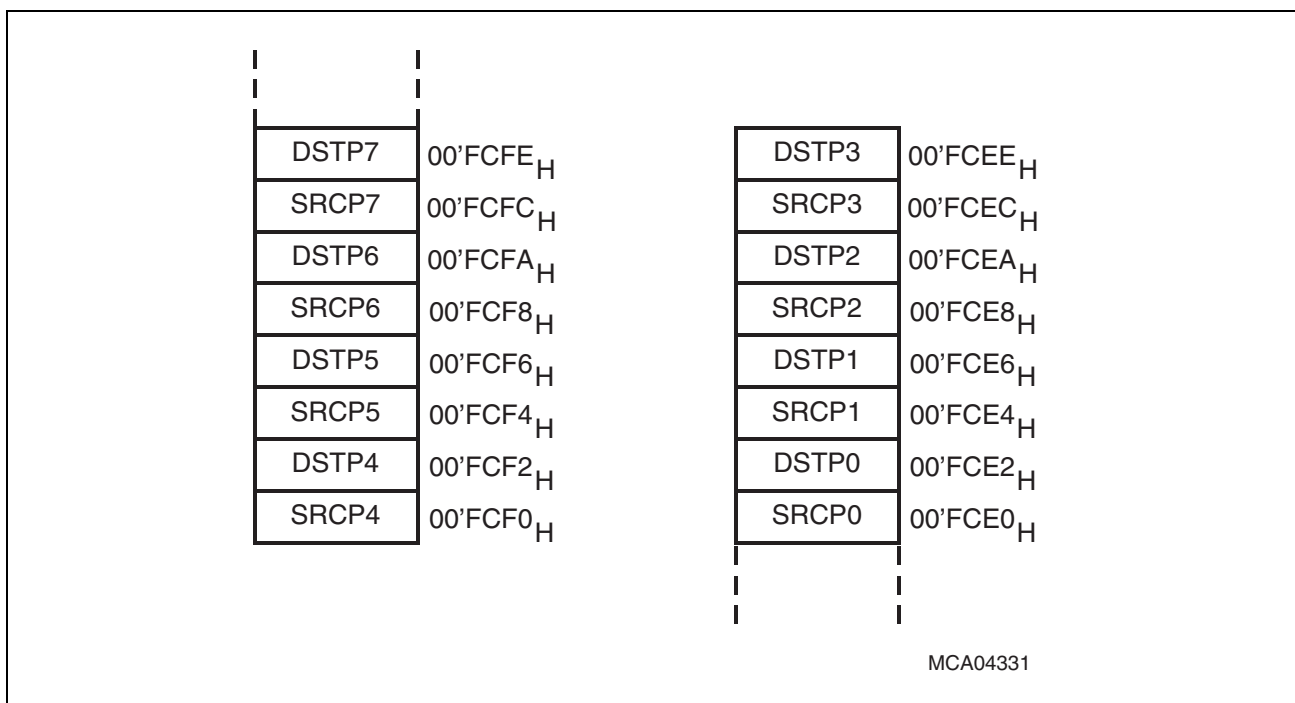 DSTP7 00'FCFEH
SRCP7 00'FCFCH
DSTP6 00'FCFAH
SRCP6 00'FCF8H
DSTP5 00'FCF6H
SRCP5 00'FCF4H
DSTP4 00'FCF2H
SRCP4 00'FCF0H
DSTP3 00'FCEEH
SRCP3 00'FCECH
DSTP2 00'FCEAH
SRCP2 00'FCE8H
DSTP1 00'FCE6H
SRCP1 00'FCE4H
DSTP0 00'FCE2H
SRCP0 00'FCE0H
MCA04331